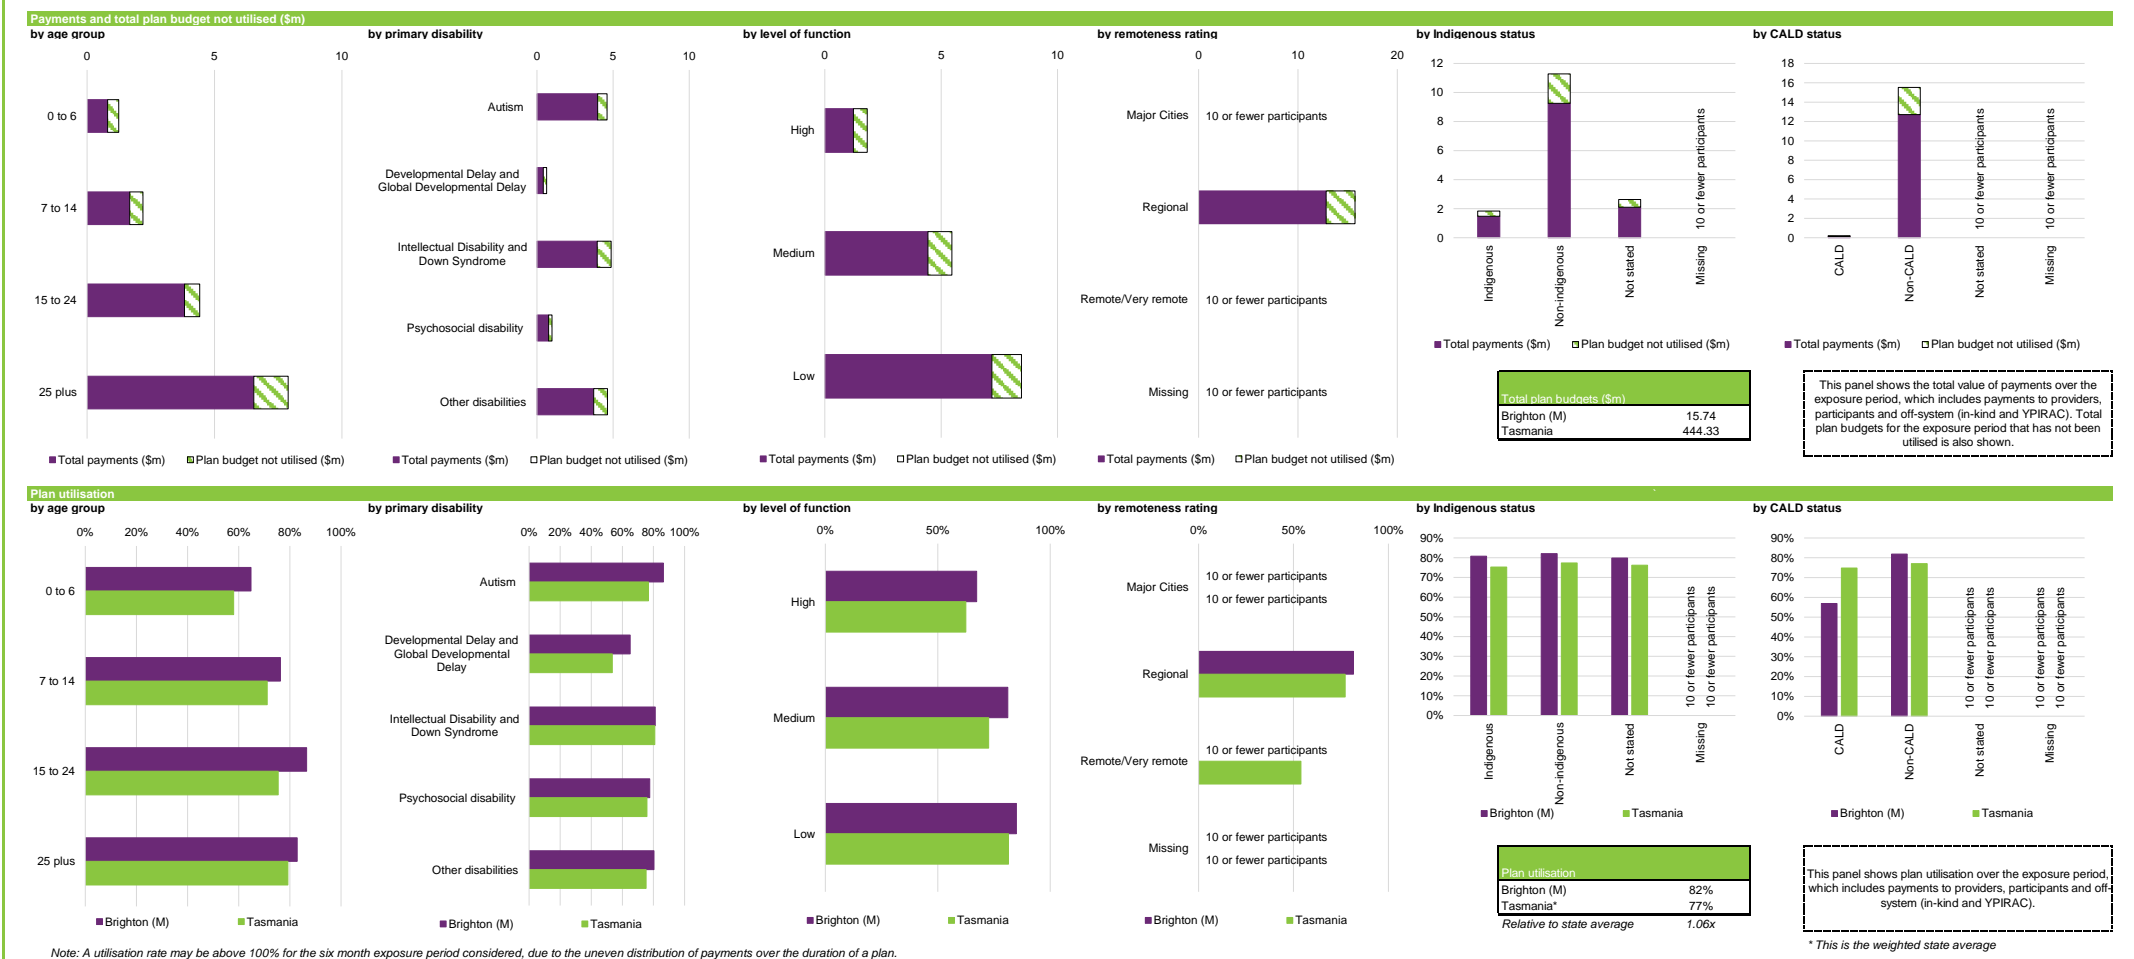 Payments and total plan budget not utilised ($m)
by age group
0 5 10
0 to 6
7 to 14
15 to 24
25 plus
Total payments ($m) Plan budget not utilised ($m)
by primary disability
0 5 10
Autism
Developmental Delay and
Global Developmental Delay
Intellectual Disability and
Down Syndrome
Psychosocial disability
Other disabilities
Total payments ($m) Plan budget not utilised ($m)
by level of function
0 5 10
High
Medium
Low
Total payments ($m) Plan budget not utilised ($m)
by remoteness rating
0 10 20
Major Cities 10 or fewer participants
Regional
Remote/Very remote 10 or fewer participants
Missing 10 or fewer participants
Total payments ($m) Plan budget not utilised ($m)
by Indigenous status
12
10
8
6
4
2
0
10 or fewer participants
Indigenous
Non-indigenous
Not stated
Missing
Total payments ($m) Plan budget not utilised ($m)
Total plan budgets ($m)
Brighton (M) 15.74
Tasmania 444.33
by CALD status
18
16
14
12
10
8
6
4
2
0
10 or fewer participants
10 or fewer participants
CALD
Non-CALD
Not stated
Missing
Total payments ($m) Plan budget not utilised ($m)
This panel shows the total value of payments over the
exposure period, which includes payments to providers,
participants and off-system (in-kind and YPIRAC). Total
plan budgets for the exposure period that has not been
utilised is also shown.
Plan utilisation
by age group
0% 20% 40% 60% 80% 100%
0 to 6
7 to 14
15 to 24
25 plus
Brighton (M) Tasmania
by primary disability
0% 20% 40% 60% 80% 100%
Autism
Developmental Delay and
Global Developmental
Delay
Intellectual Disability and
Down Syndrome
Psychosocial disability
Other disabilities
Brighton (M) Tasmania
by level of function
0% 50% 100%
High
Medium
Low
Brighton (M) Tasmania
by remoteness rating
0% 50% 100%
Major Cities
10 or fewer participants
10 or fewer participants
Regional
Remote/Very remote
10 or fewer participants
Missing
10 or fewer participants
10 or fewer participants
Brighton (M) Tasmania
by Indigenous status
90%
80%
70%
60%
50%
40%
30%
20%
10%
0%
10 or fewer participants
10 or fewer participants
Indigenous
Non-indigenous
Not stated
Missing
Brighton (M) Tasmania
Plan utilisation
Brighton (M) 82%
Tasmania* 77%
Relative to state average 1.06x
by CALD status
90%
80%
70%
60%
50%
40%
30%
20%
10%
0%
10 or fewer participants
10 or fewer participants
10 or fewer participants
10 or fewer participants
CALD
Non-CALD
Not stated
Missing
Brighton (M) Tasmania
This panel shows plan utilisation over the exposure period,
which includes payments to providers, participants and off-
system (in-kind and YPIRAC).
* This is the weighted state average
Note: A utilisation rate may be above 100% for the six month exposure period considered, due to the uneven distribution of payments over the duration of a plan.